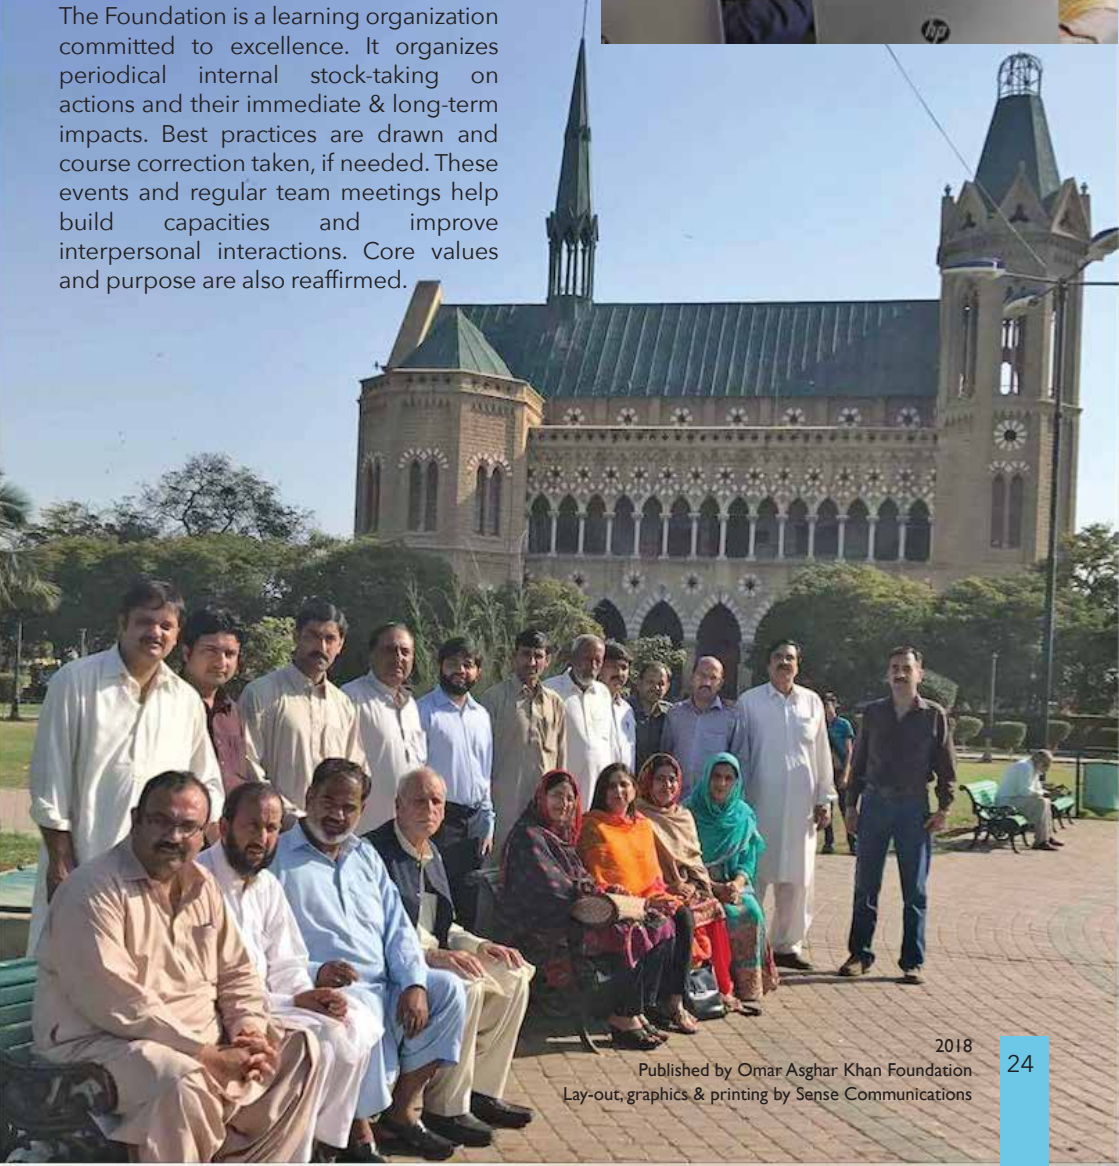 The Foundation is a learning organization
committed to excellence. It organizes
periodical internal stock-taking on
actions and their immediate & long-term
impacts. Best practices are drawn and
course correction taken, if needed. These
events and regular team meetings help
build capacities and improve
interpersonal interactions. Core values
and purpose are also reaffirmed.
hp
2018
Published by Omar Asghar Khan Foundation
Lay-out, graphics & printing by Sense Communications
24